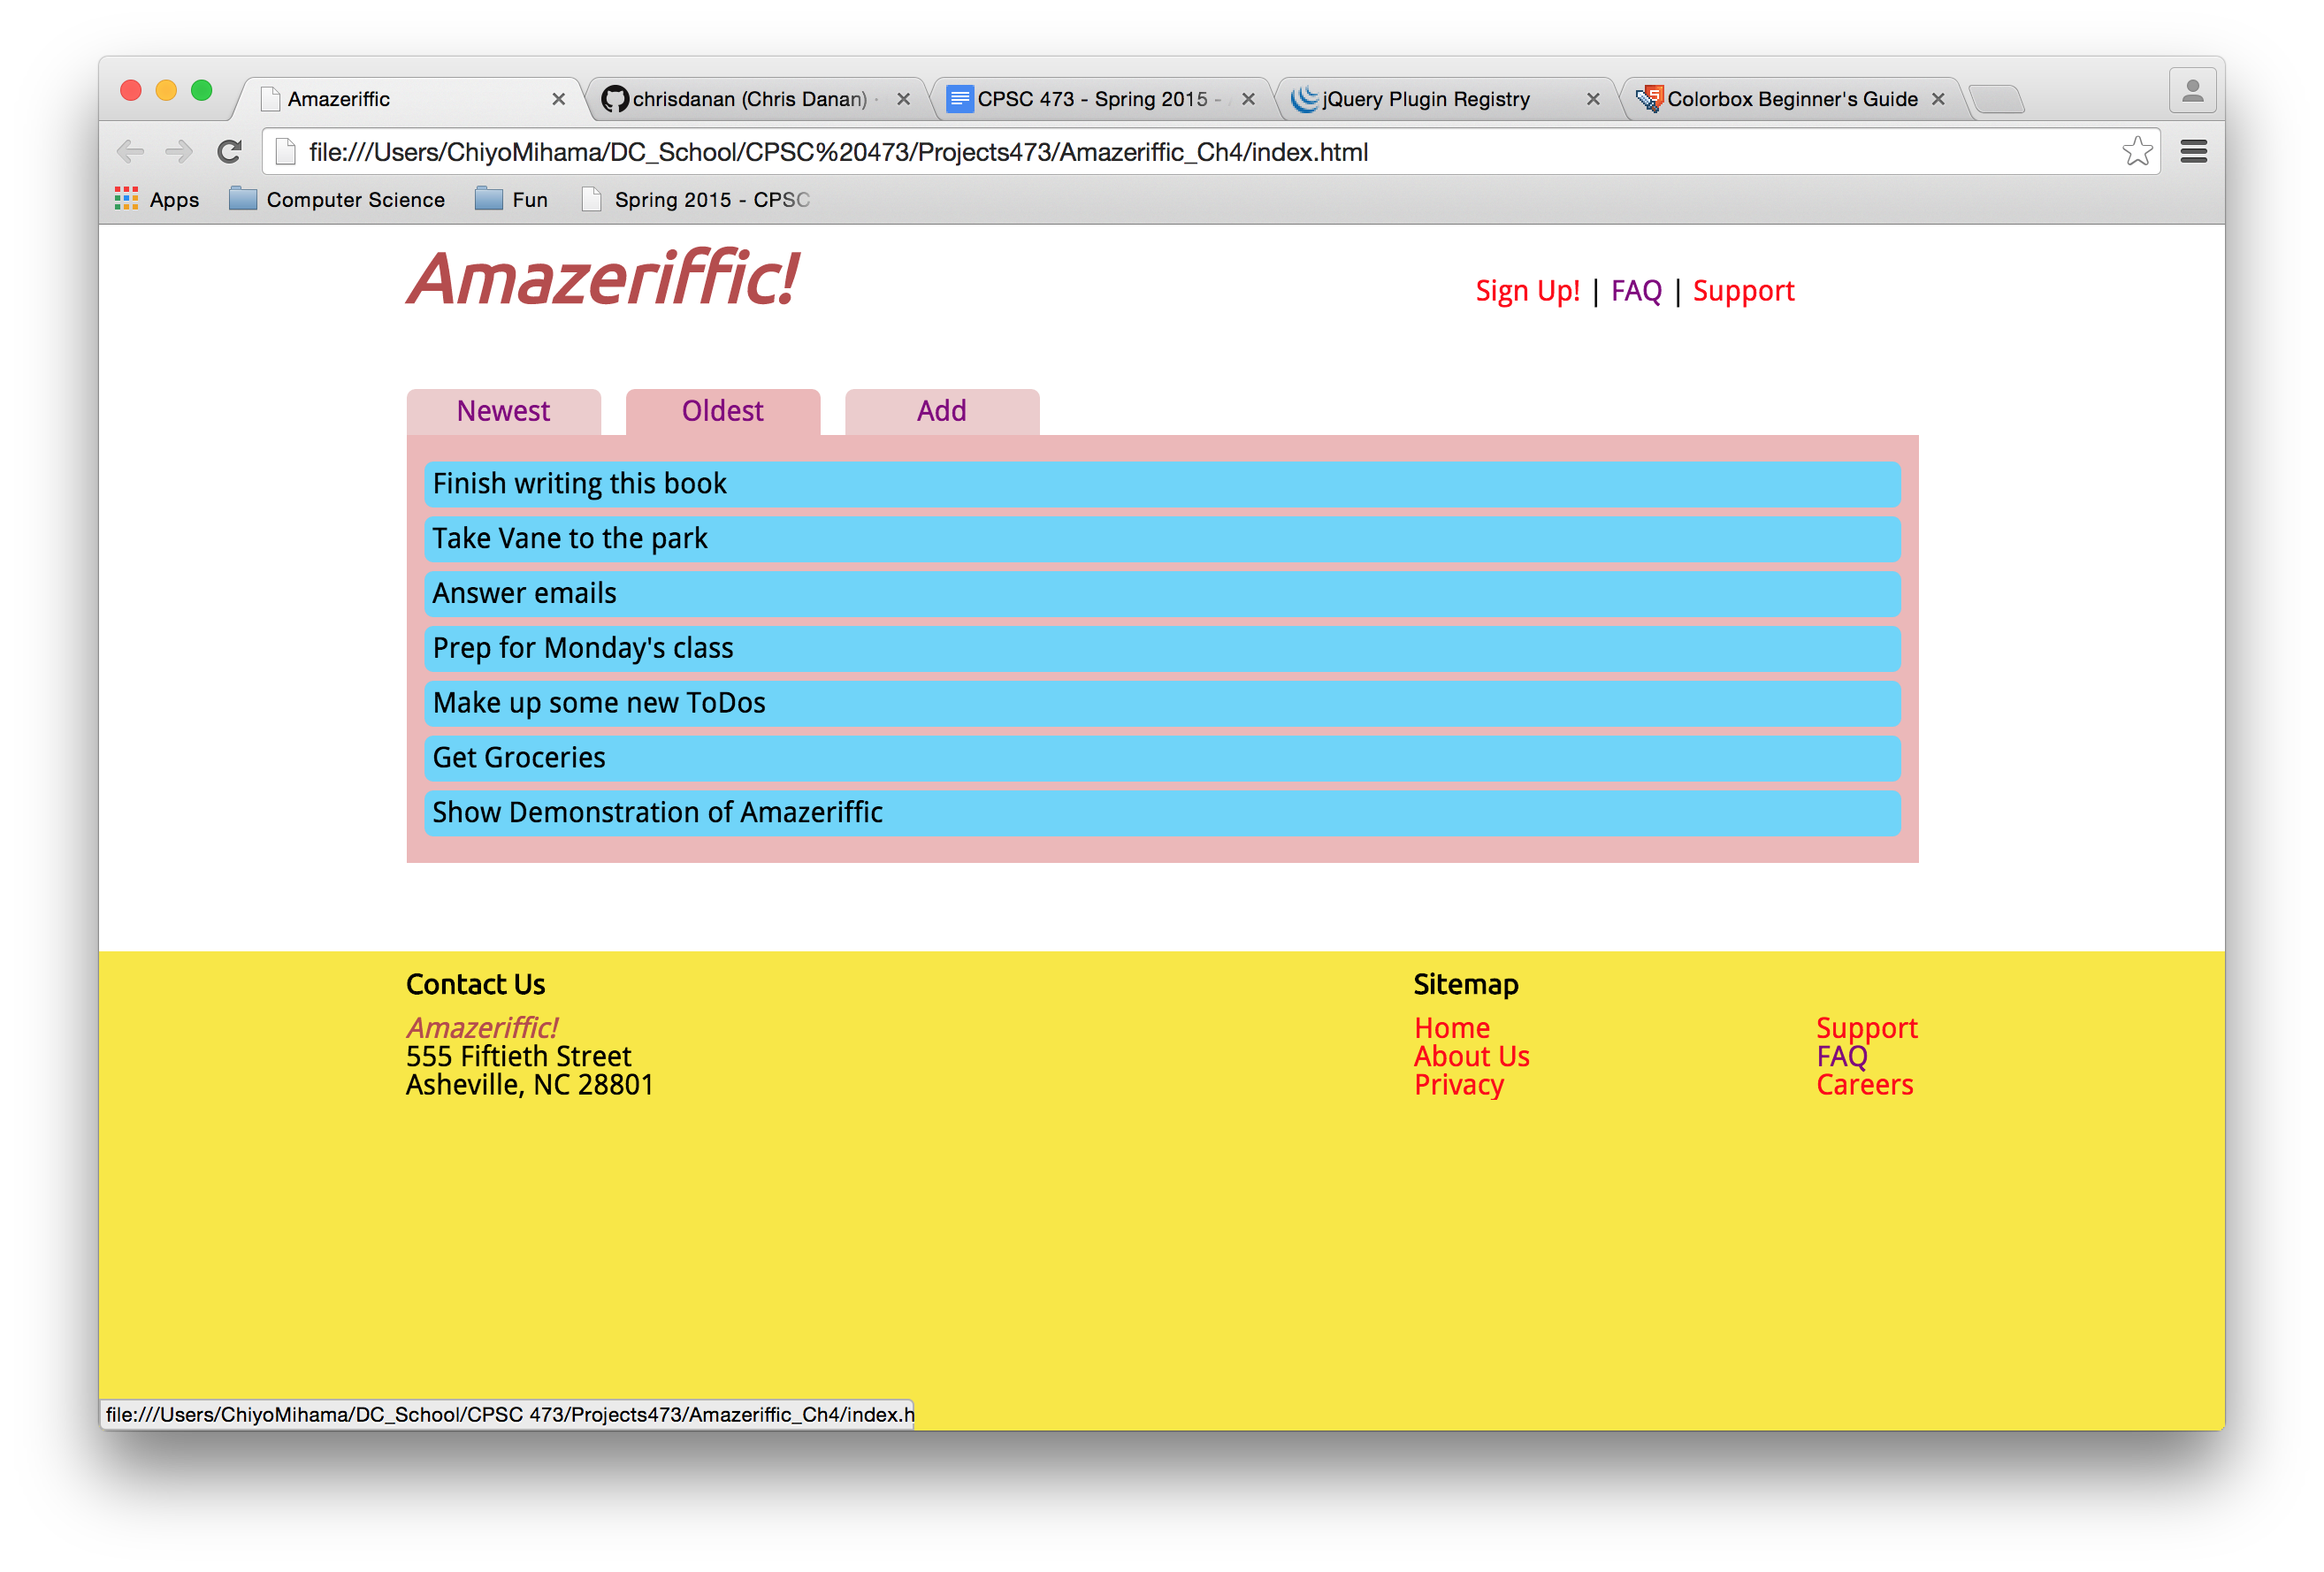 Amazeriffic
chrisdanan (Chris Danan)
CPSC 473 - Spring 2015 -
jQuery Plugin Registry
Colorbox Beginner's Guide
file:///Users/ChiyoMihama/DC_School/CPSC%20473/Projects473/Amazeriffic_Ch4/index.html
Apps
Computer Science
Fun
Spring 2015 - CPSC
Amazeriffic!
Sign Up! | FAQ | Support
Newest
Oldest
Add
Finish writing this book
Take Vane to the park
Answer emails
Prep for Monday's class
Make up some new ToDos
Get Groceries
Show Demonstration of Amazeriffic
Contact Us
Amazeriffic!
555 Fiftieth Street
Asheville, NC 28801
Sitemap
Home
About Us
Privacy
Support
FAQ
Careers
file:///Users/ChiyoMihama/DC_School/CPSC 473/Projects473/Amazeriffic_Ch4/index.h